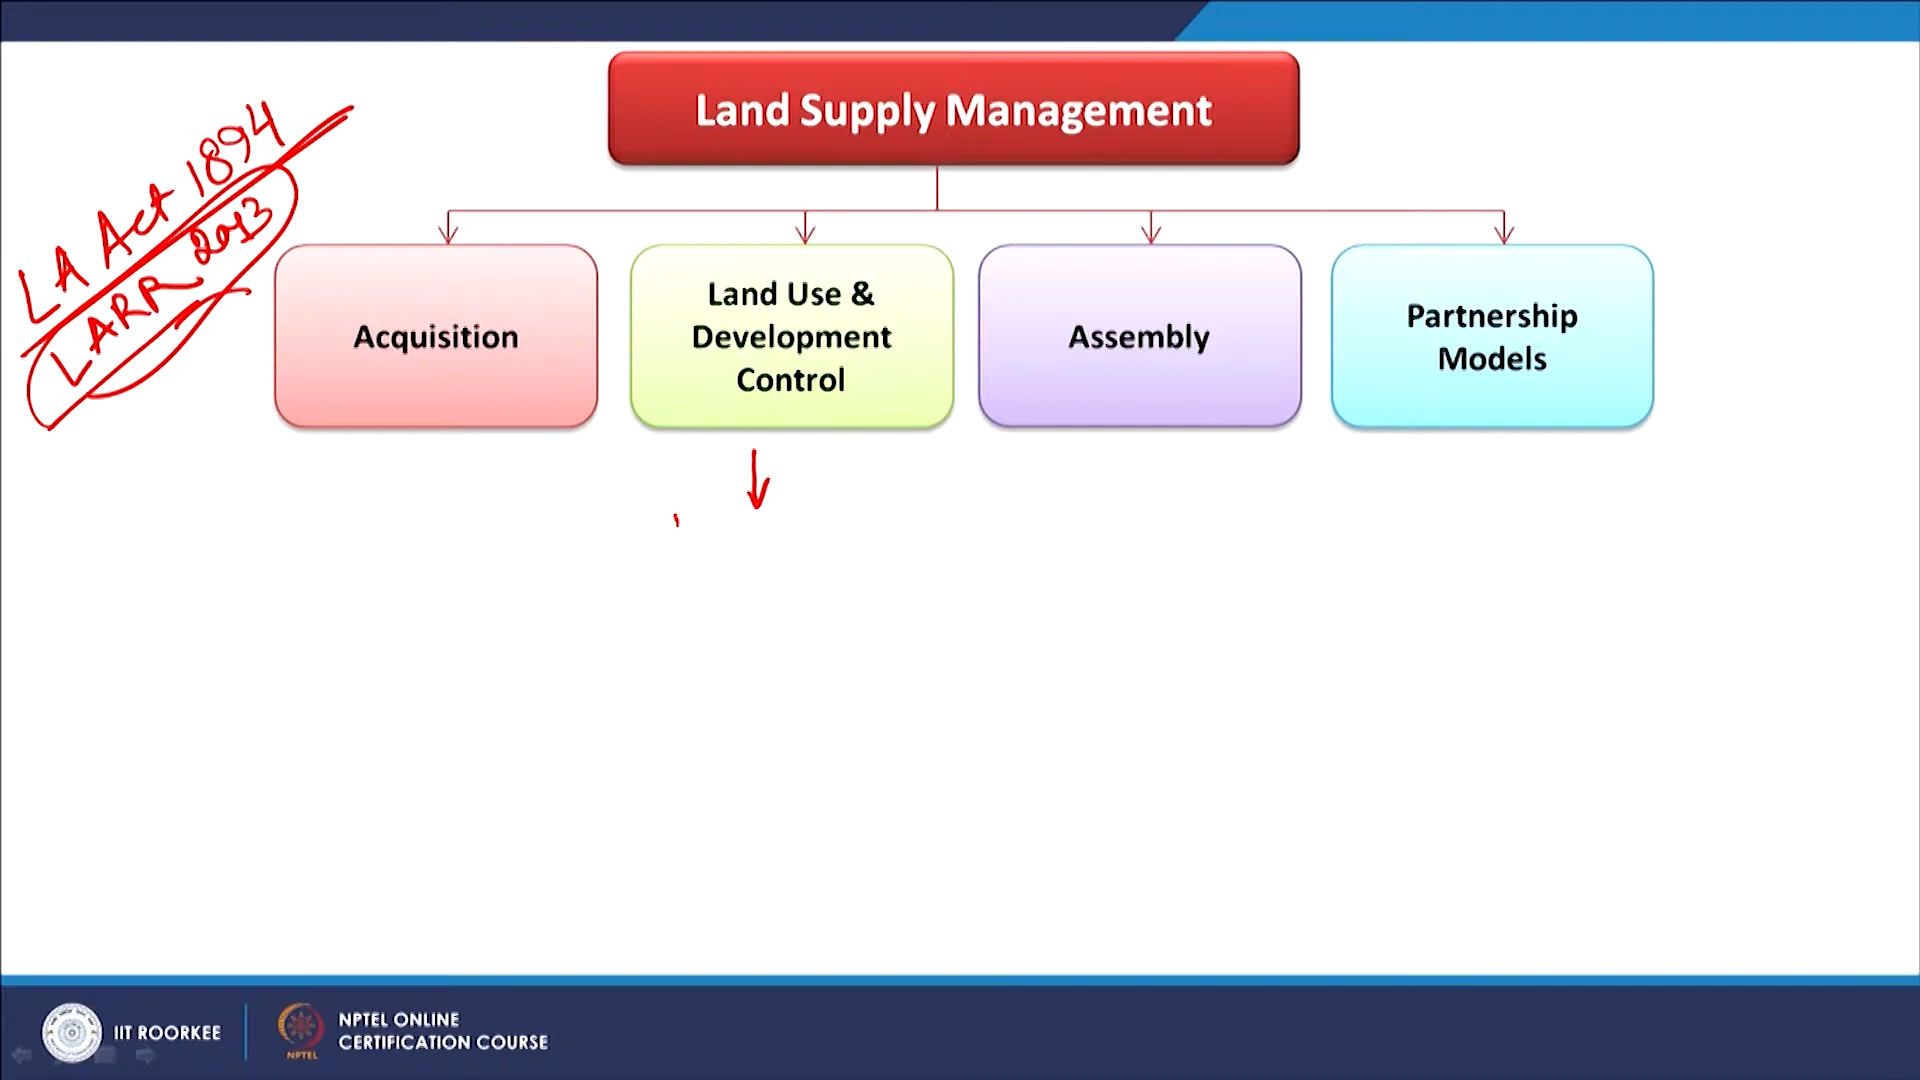 Land Supply Management
LA Act 1894
LARR 2013
Acquisition
Land Use &
Development
Control
Assembly
Partnership
Models
IIT ROORKEE
NPTEL ONLINE
CERTIFICATION COURSE
NPTEL